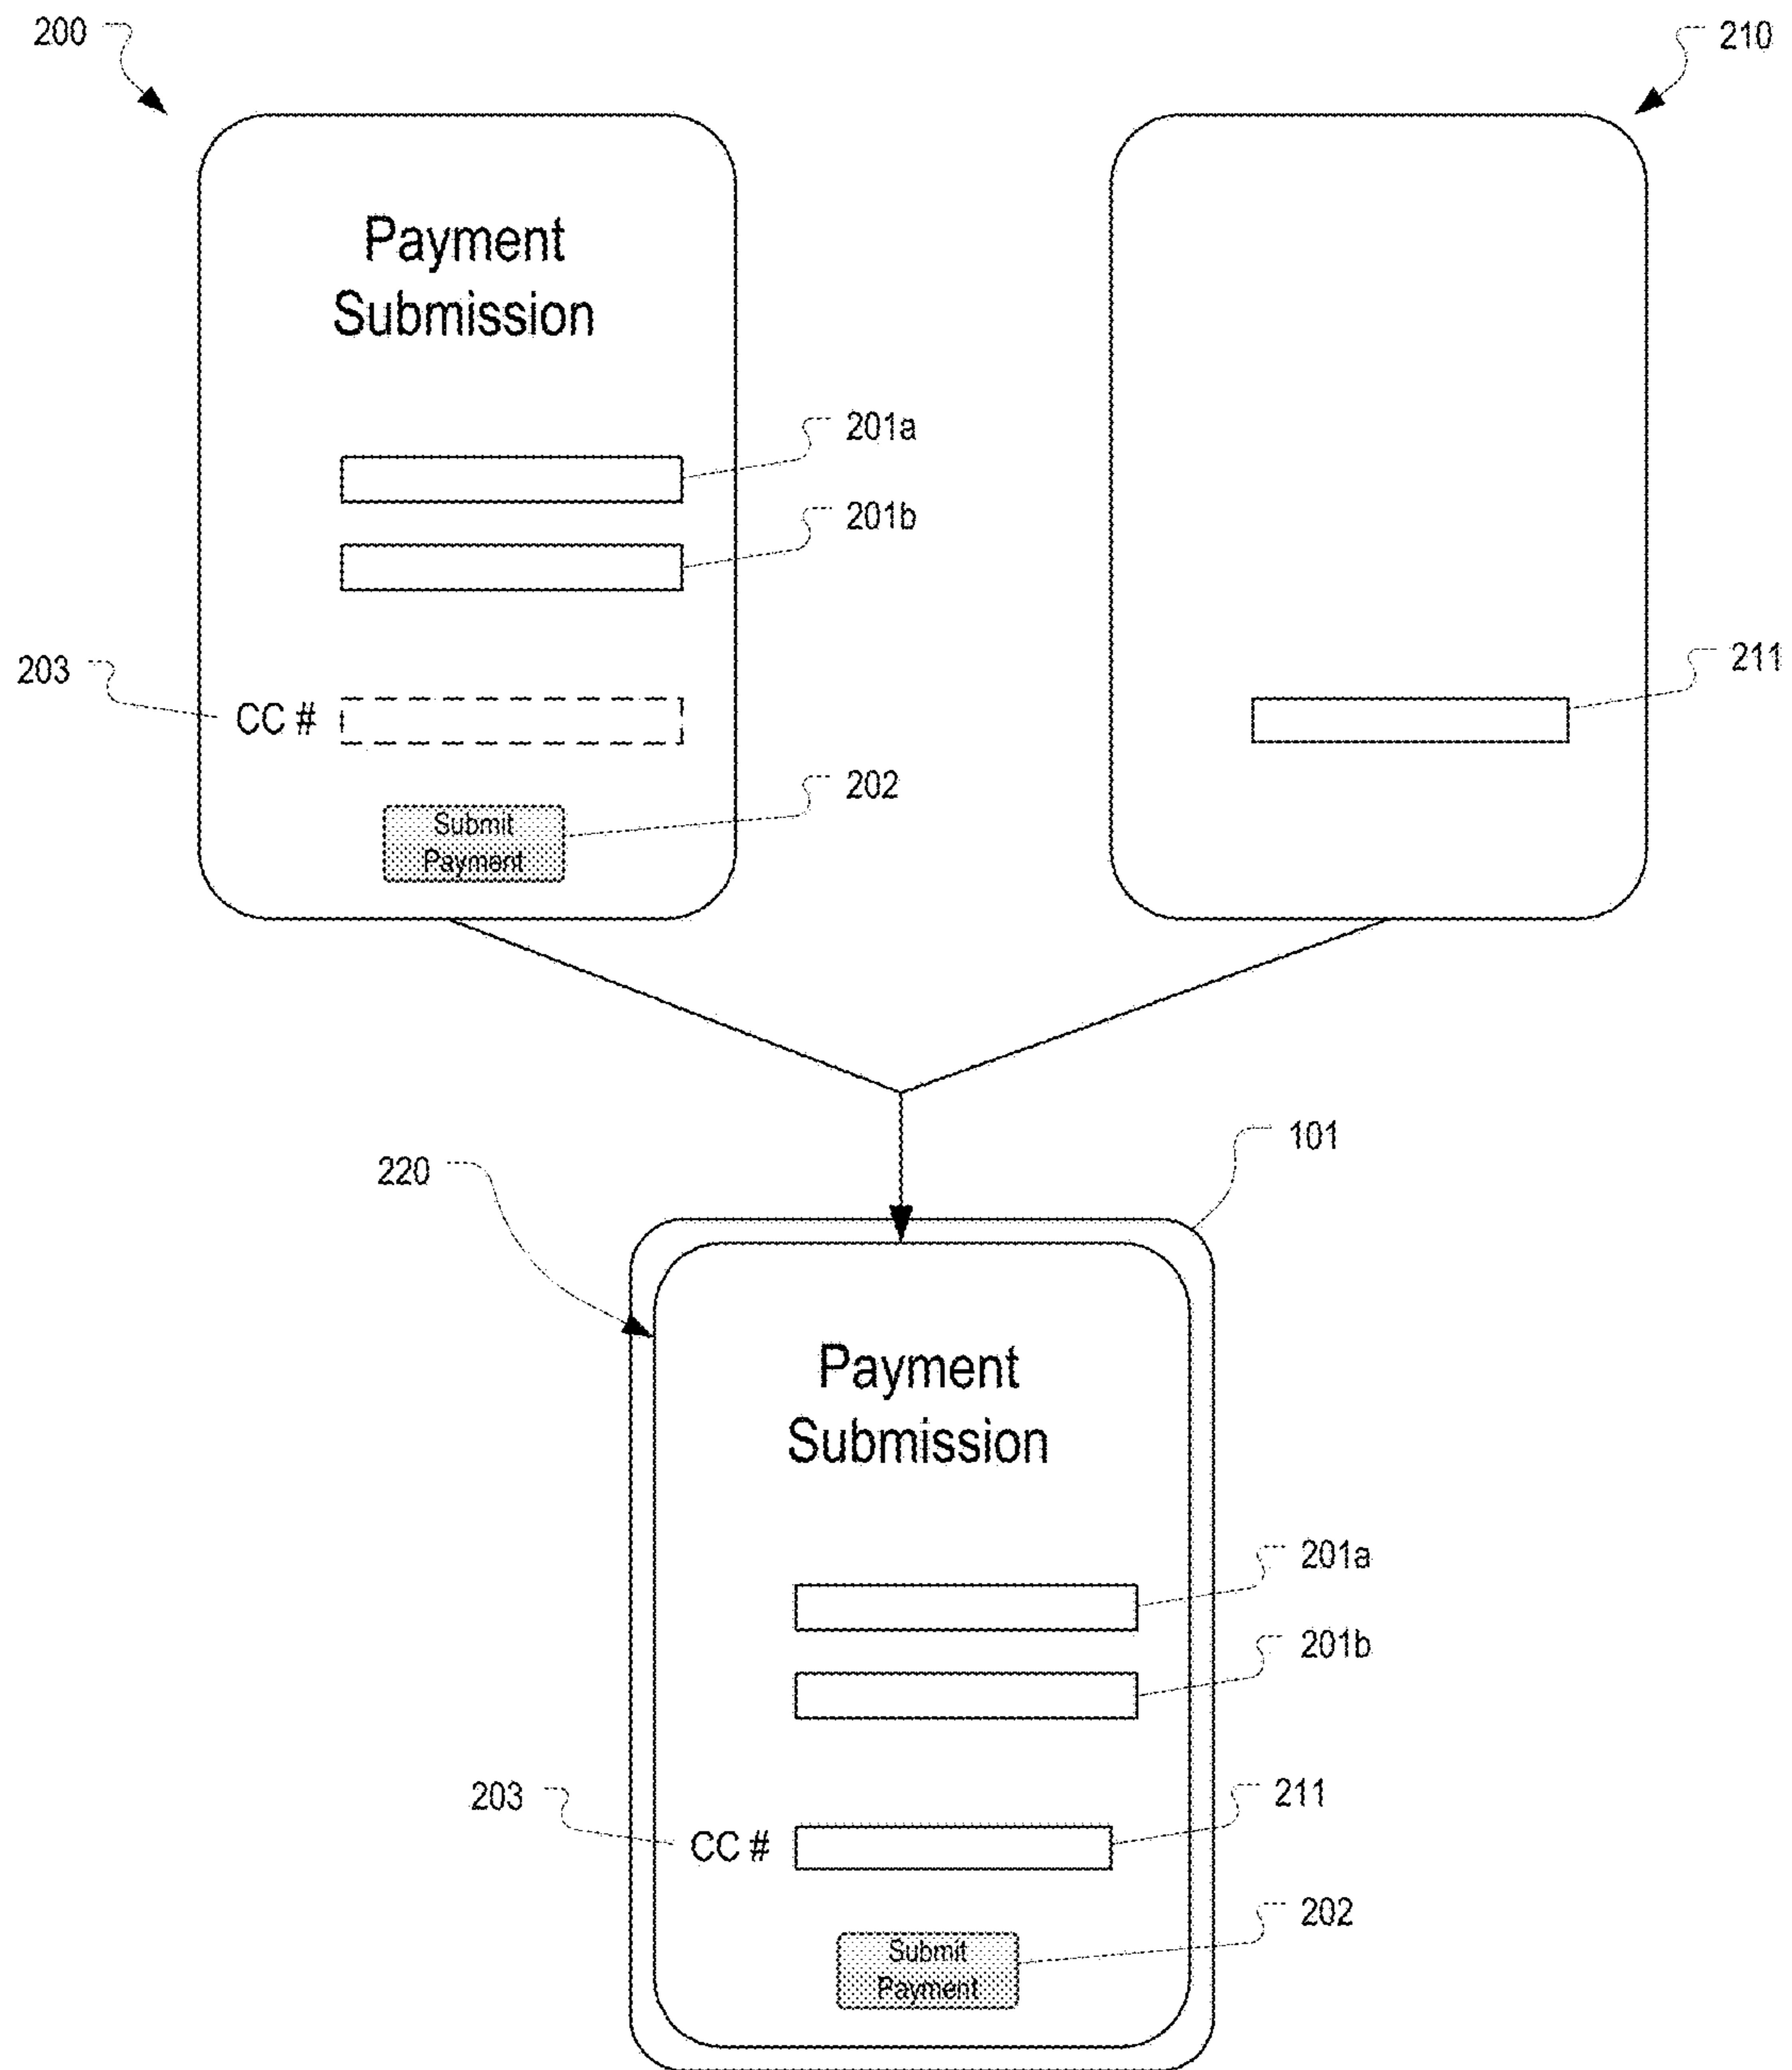 200
210
Payment
Submission
201a
201b
203
CC #
211
202
Submit
Payment
101
220
Payment
Submission
201a
201b
203
CC #
211
202
Submit
Payment